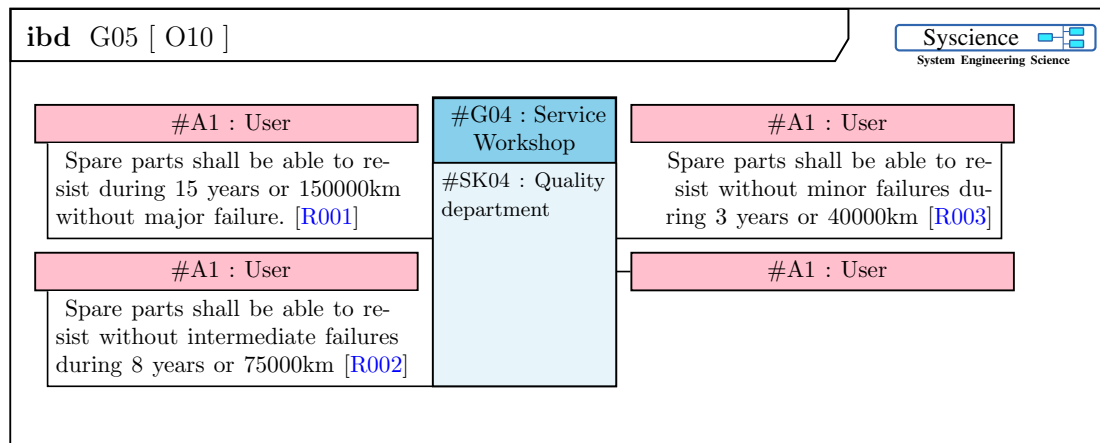 ibd G05 [ O10 ]
Syscience
System Engineering Science
#A1 : User
Spare parts shall be able to re-
sist during 15 years or 150000km
without major failure. [R001]
#A1 : User
Spare parts shall be able to re-
sist without intermediate failures
during 8 years or 75000km [R002]
#G04 : Service
Workshop
#SK04 : Quality
department
#A1 : User
Spare parts shall be able to re-
sist without minor failures du-
ring 3 years or 40000km [R003]
#A1 : User